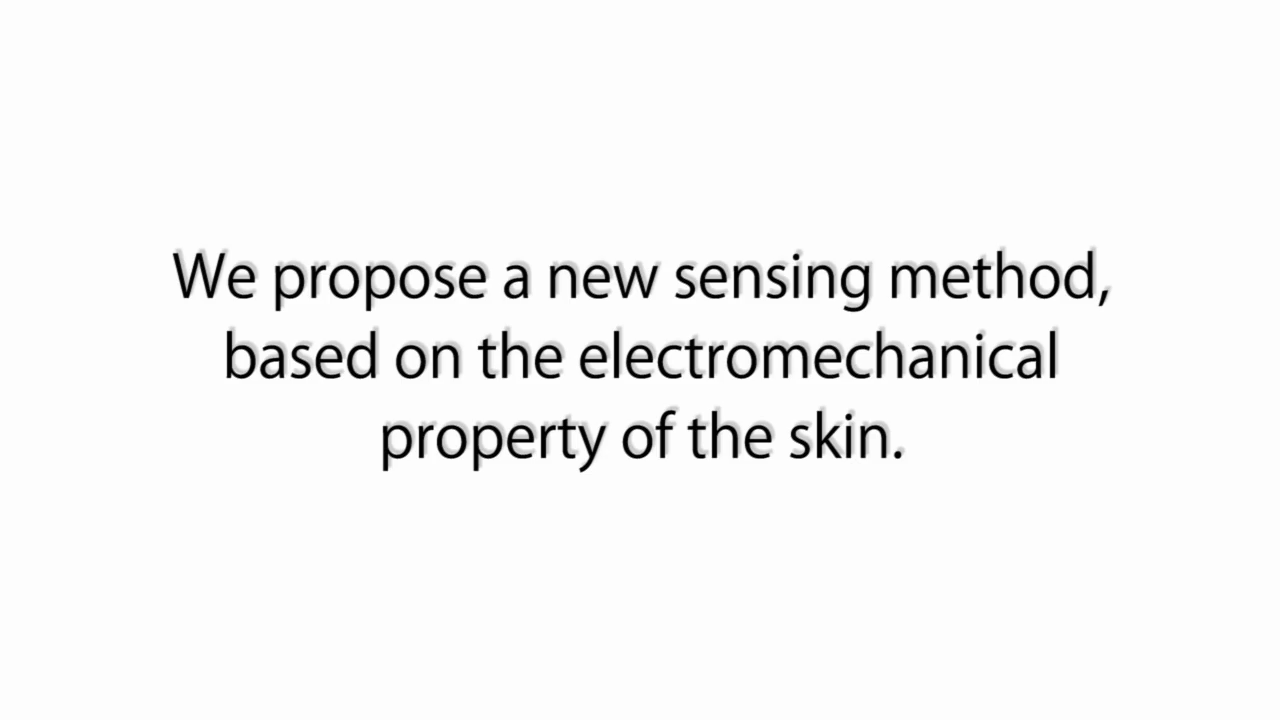 We propose a new sensing method,
based on the electromechanical
property of the skin.